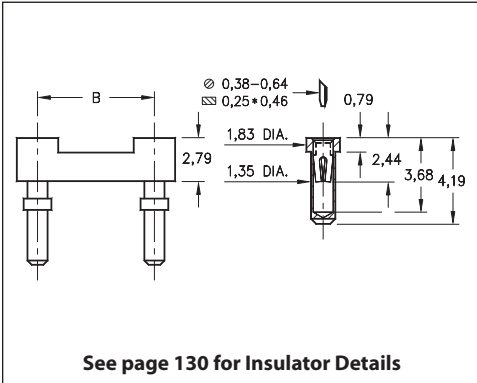 B
⌀ 0,38–0,64
▧ 0,25*0,46
0,79
1,83 DIA.
2,79
2,44
1,35 DIA.
3,68
4,19
See page 130 for Insulator Details